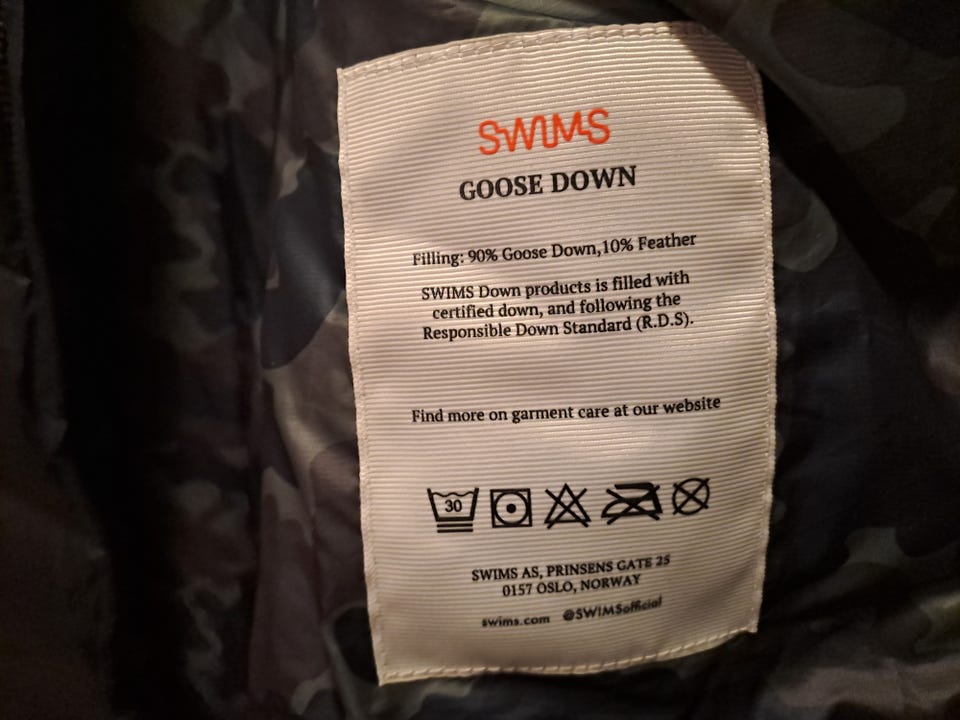 SWIMS
GOOSE DOWN
Filling: 90% Goose Down,10% Feather
SWIMS Down products is filled with
certified down, and following the
Responsible Down Standard (R.D.S).
Find more on garment care at our website
30
SWIMS AS, PRINSENS GATE 25
0157 OSLO, NORWAY
swims.com @SWIMSofficial